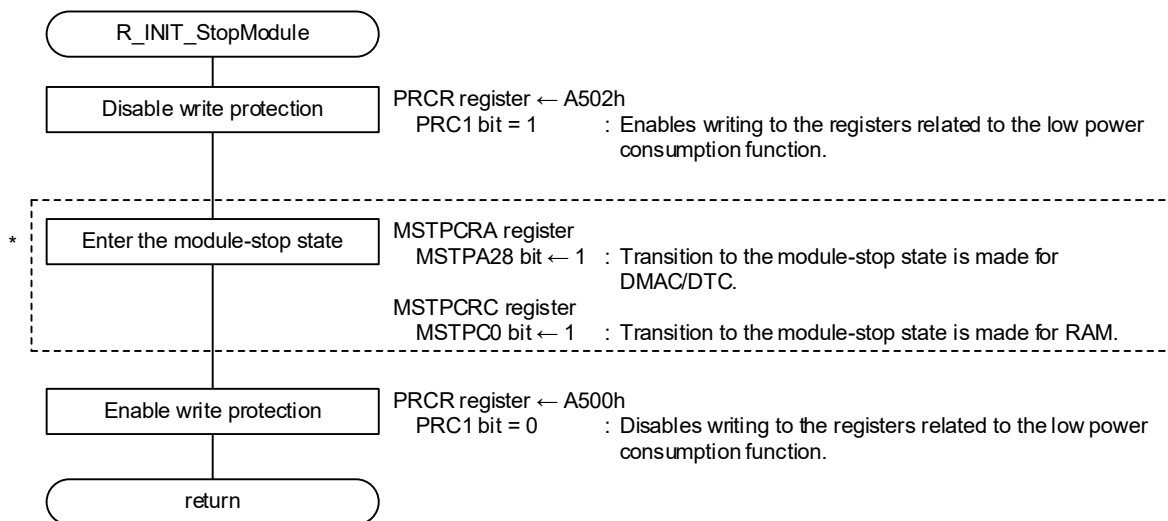 R_INIT_StopModule
Disable write protection
PRCR register ← A502h
PRC1 bit = 1 : Enables writing to the registers related to the low power
consumption function.
*
Enter the module-stop state
MSTPCRA register
MSTPA28 bit ← 1 : Transition to the module-stop state is made for
DMAC/DTC.
MSTPCRC register
MSTPC0 bit ← 1 : Transition to the module-stop state is made for RAM.
Enable write protection
PRCR register ← A500h
PRC1 bit = 0 : Disables writing to the registers related to the low power
consumption function.
return